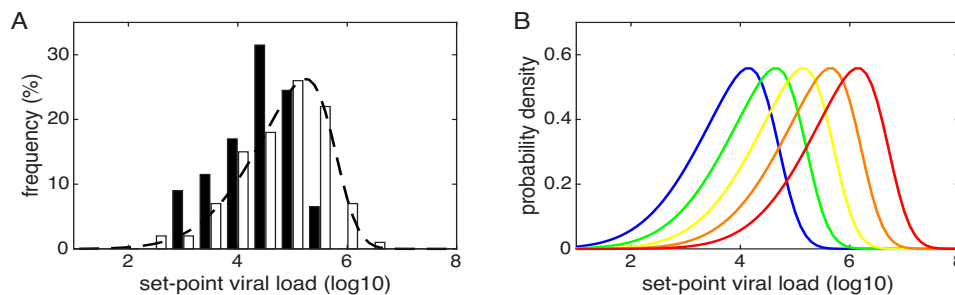 A
frequency (%)
30
20
10
0
2 4 6 8
set-point viral load (log10)
B
probability density
0.6
0.4
0.2
0
2 4 6 8
set-point viral load (log10)